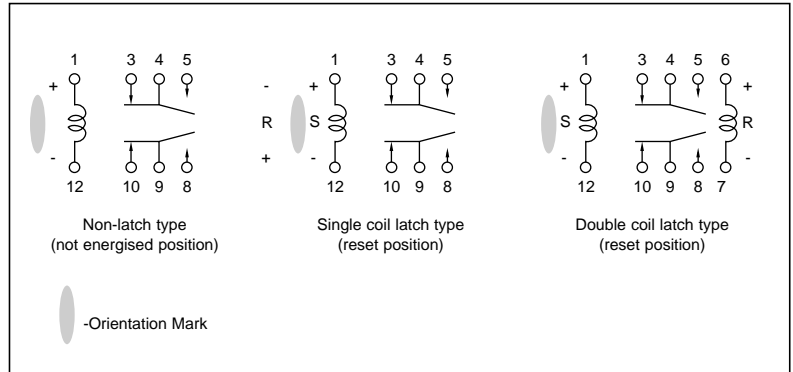 1 3 4 5
+
-
12 10 9 8
Non-latch type
(not energised position)
1 3 4 5
- +
R S
+ -
12 10 9 8
Single coil latch type
(reset position)
1 3 4 5 6
+ +
S R
- -
12 10 9 8 7
Double coil latch type
(reset position)
-Orientation Mark